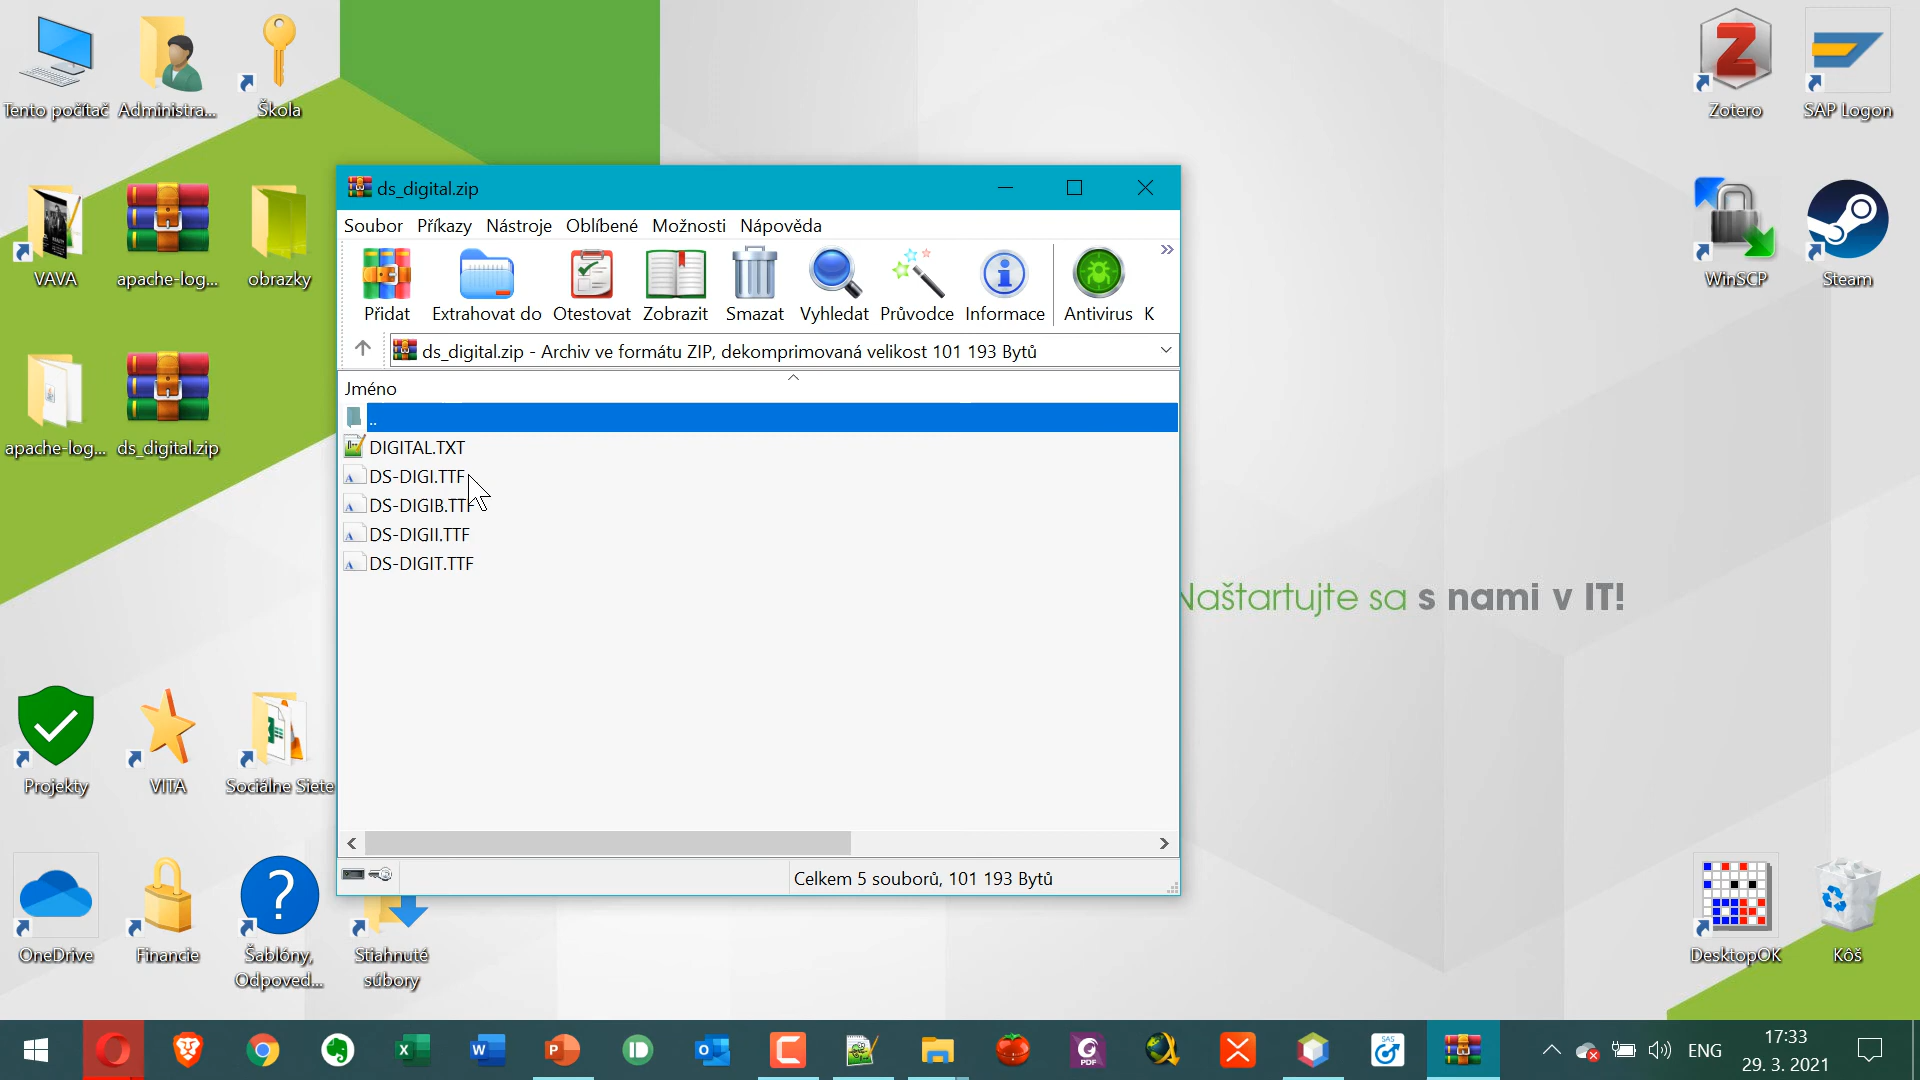 Tento počítač
Administra...
Škola
Zotero
SAP Logon
VAVA
apache-log...
obrazky
WinSCP
Steam
apache-log...
ds_digital.zip
ds_digital.zip
Soubor Příkazy Nástroje Oblíbené Možnosti Nápověda
Přidat Extrahovat do Otestovat Zobrazit Smazat Vyhledat Průvodce Informace Antivirus K
ds_digital.zip - Archiv ve formátu ZIP, dekomprimovaná velikost 101 193 Bytů
Jméno
..
DIGITAL.TXT
DS-DIGI.TTF
DS-DIGIB.TTF
DS-DIGII.TTF
DS-DIGIT.TTF
Celkem 5 souborů, 101 193 Bytů
Naštartujte sa s nami v IT!
Projekty
VITA
Sociálne Siete
OneDrive
Financie
Šablóny,
Odpoved...
Stiahnuté
súbory
DesktopOK
Kôš
ENG
17:33
29. 3. 2021